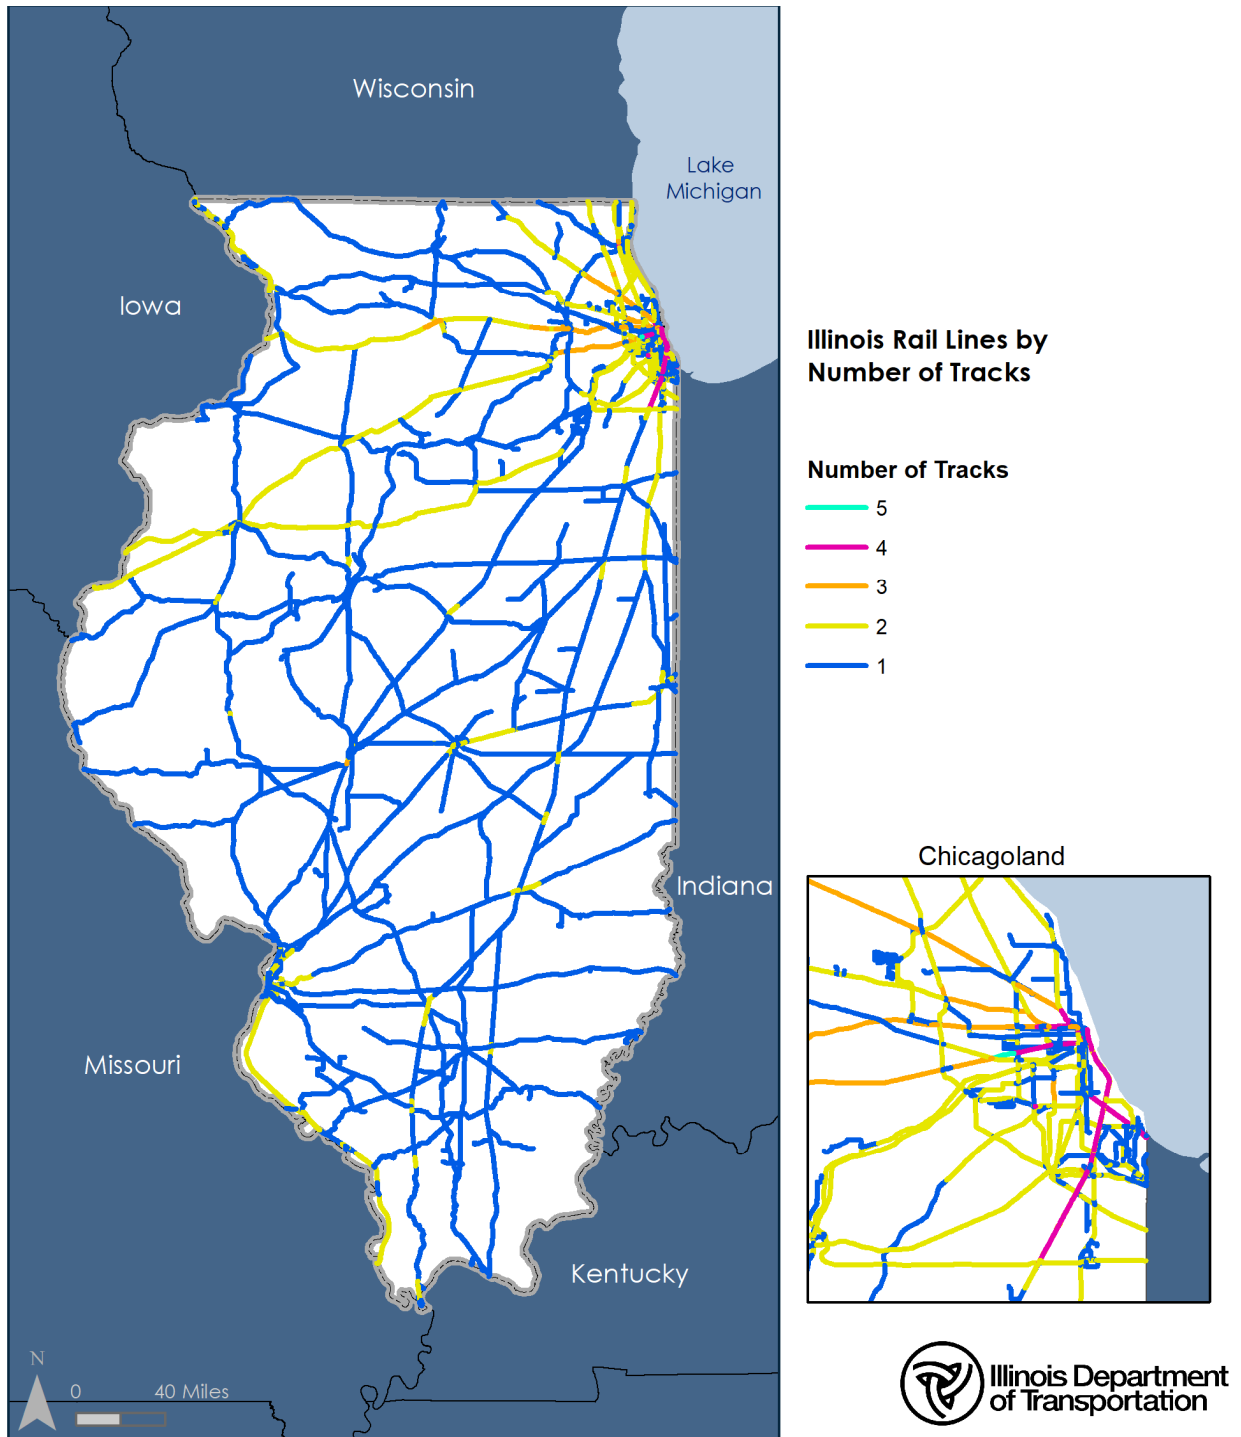 Wisconsin
Lake
Michigan
Iowa
Illinois Rail Lines by
Number of Tracks
Number of Tracks
5
4
3
2
1
Chicagoland
Indiana
Missouri
Kentucky
N
0 40 Miles
Illinois Department
of Transportation